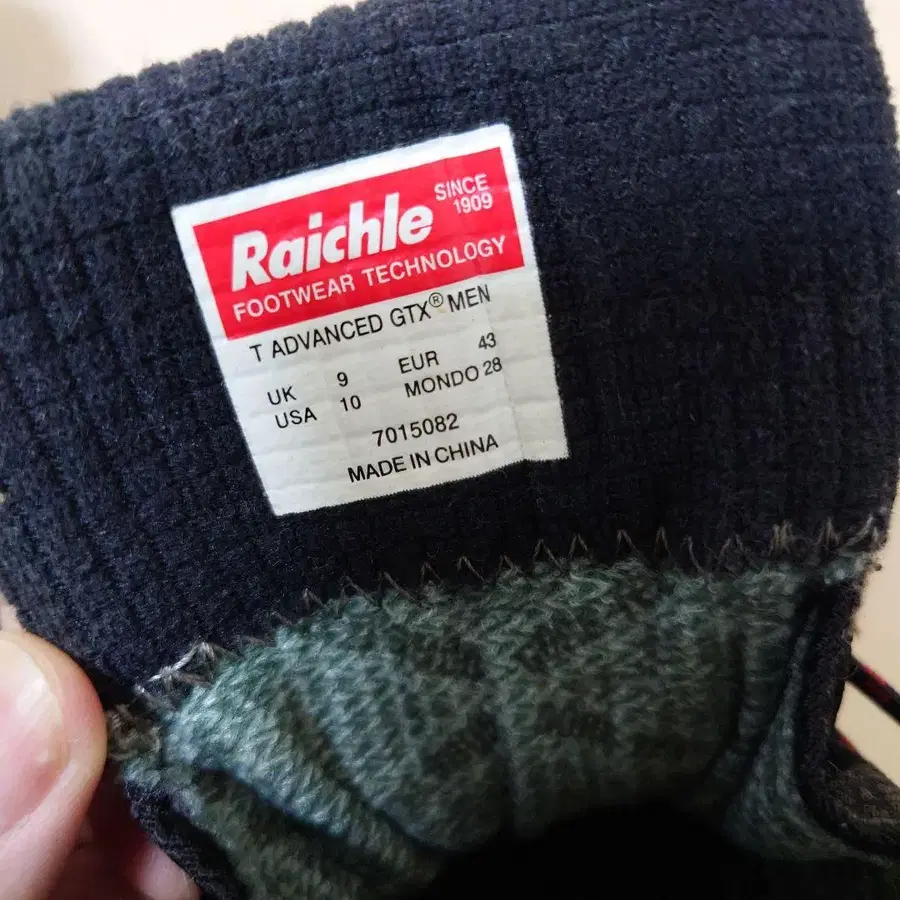 Raichle SINCE 1909
FOOTWEAR TECHNOLOGY
T ADVANCED GTX® MEN
UK 9 EUR 43
USA 10 MONDO 28
7015082
MADE IN CHINA